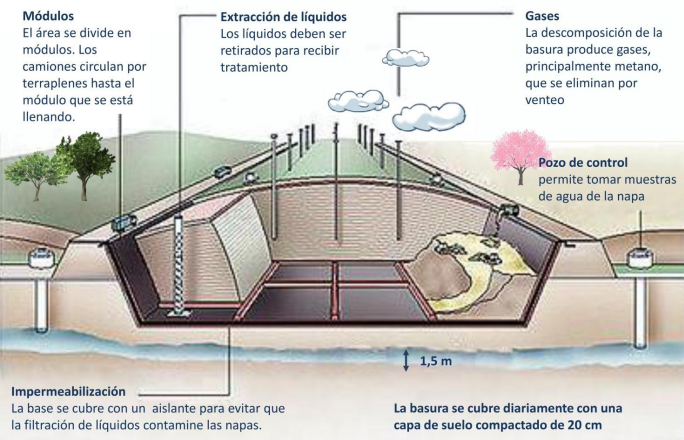 Módulos
El área se divide en
módulos. Los
camiones circulan por
terraplenes hasta el
módulo que se está
llenando.
Extracción de líquidos
Los líquidos deben ser
retirados para recibir
tratamiento
Gases
La descomposición de la
basura produce gases,
principalmente metano,
que se eliminan por
venteo
Pozo de control
permite tomar muestras
de agua de la napa
1,5 m
Impermeabilización
La base se cubre con un aislante para evitar que
la filtración de líquidos contamine las napas.
La basura se cubre diariamente con una
capa de suelo compactado de 20 cm